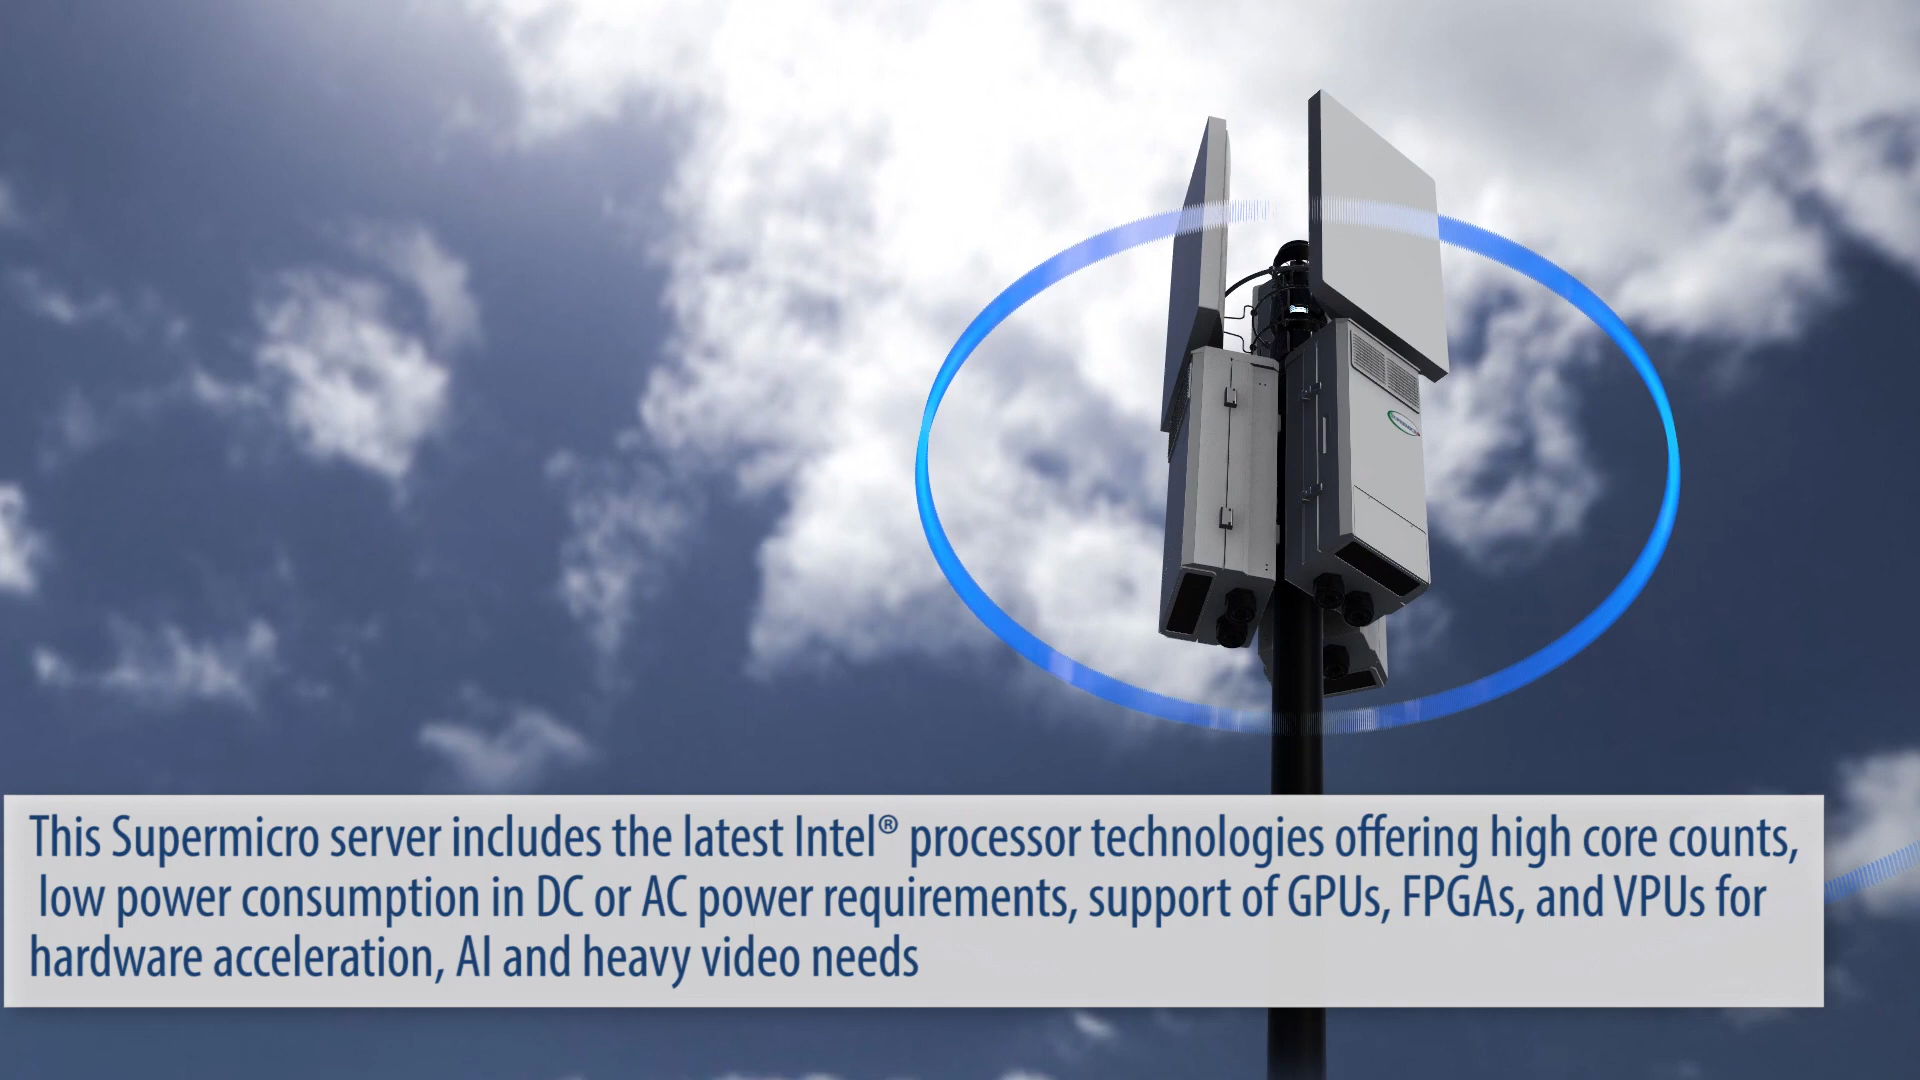 This Supermicro server includes the latest Intel® processor technologies offering high core counts,
low power consumption in DC or AC power requirements, support of GPUs, FPGAs, and VPUs for
hardware acceleration, AI and heavy video needs